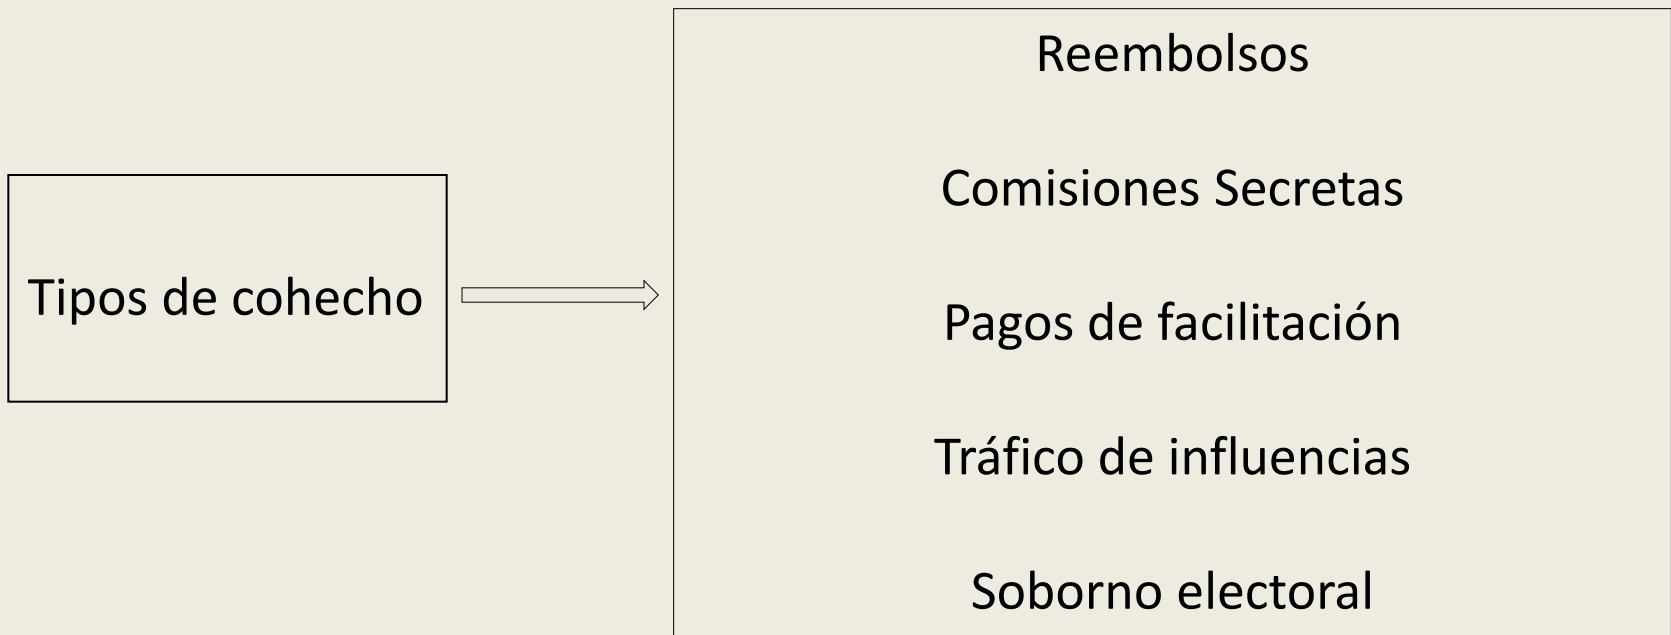 Tipos de cohecho
Reembolsos
Comisiones Secretas
Pagos de facilitación
Tráfico de influencias
Soborno electoral